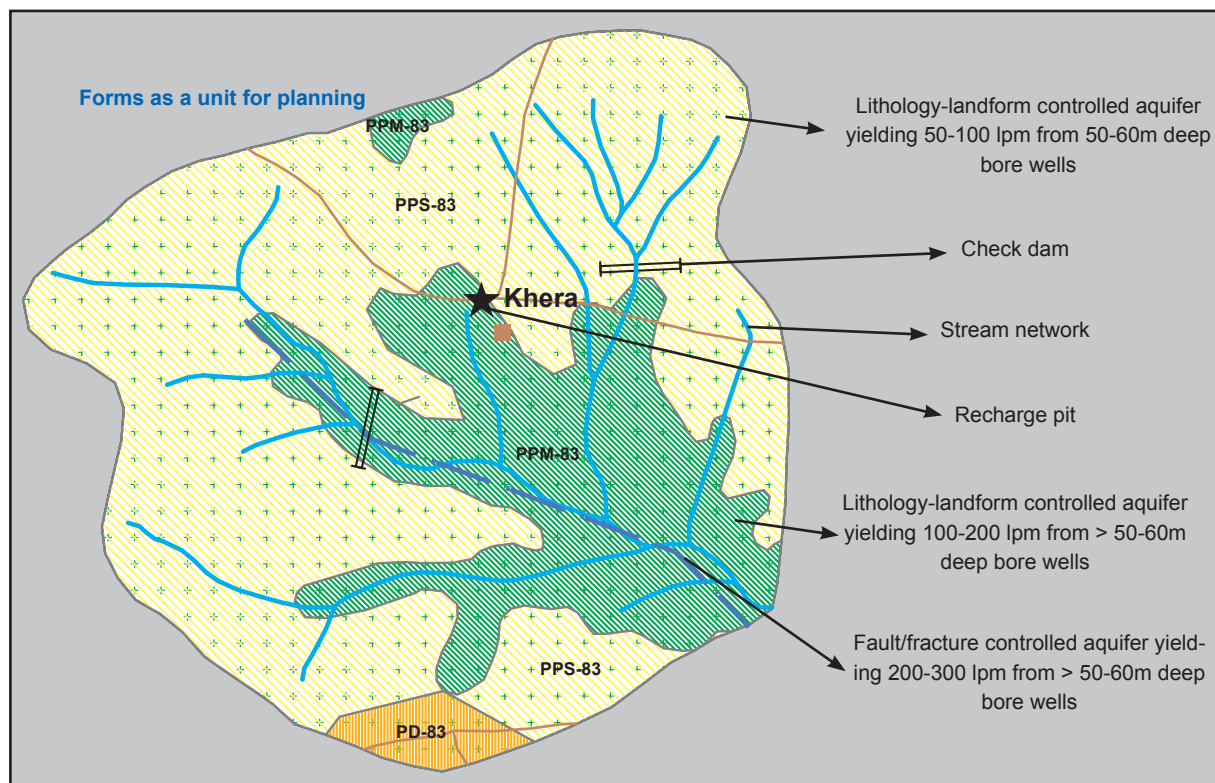 Forms as a unit for planning
PPM-83
PPS-83
Khera
PPM-83
PPS-83
PD-83
Lithology-landform controlled aquifer
yielding 50-100 lpm from 50-60m deep
bore wells
Check dam
Stream network
Recharge pit
Lithology-landform controlled aquifer
yielding 100-200 lpm from > 50-60m
deep bore wells
Fault/fracture controlled aquifer yield-
ing 200-300 lpm from > 50-60m deep
bore wells